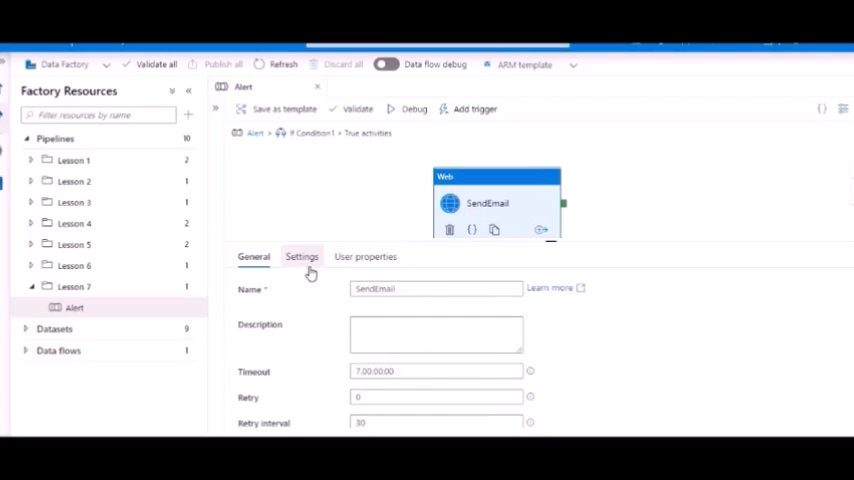 Data Factory
Validate all
Publish all
Refresh
Discard all
Data flow debug
ARM template
Factory Resources
Alert
Filter resources by name
Save as template
Validate
Debug
Add trigger
Alert > If Condition1 > True activities
Pipelines 10
Lesson 1 2
Lesson 2 1
Lesson 3 1
Lesson 4 2
Lesson 5 2
Lesson 6 1
Lesson 7 1
Alert
Datasets 9
Data flows 1
Web
SendEmail
General
Settings
User properties
Name * SendEmail Learn more
Description
Timeout 7.00:00:00
Retry 0
Retry interval 30